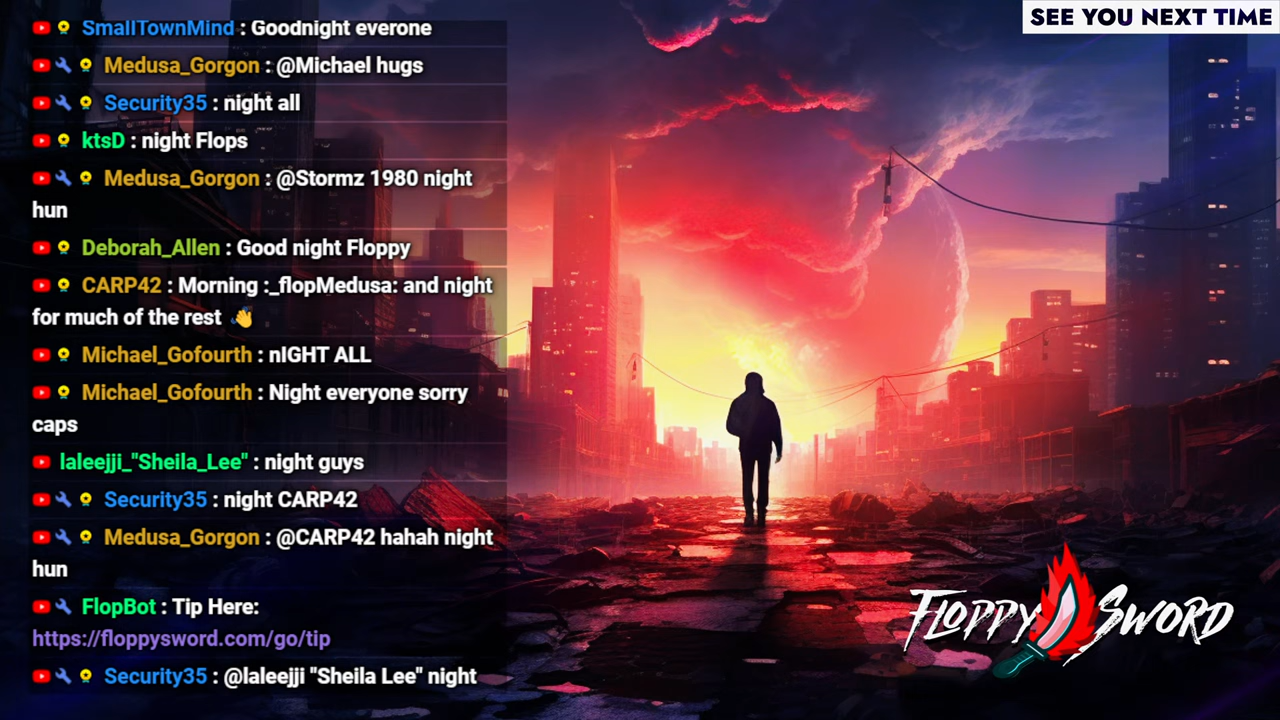 SEE YOU NEXT TIME
SmallTownMind : Goodnight everone
Medusa_Gorgon : @Michael hugs
Security35 : night all
ktsD : night Flops
Medusa_Gorgon : @Stormz 1980 night
hun
Deborah_Allen : Good night Floppy
CARP42 : Morning :_flopMedusa: and night
for much of the rest 👋
Michael_Gofourth : nIGHT ALL
Michael_Gofourth : Night everyone sorry
caps
laleejji_"Sheila_Lee" : night guys
Security35 : night CARP42
Medusa_Gorgon : @CARP42 hahah night
hun
FlopBot : Tip Here:
https://floppysword.com/go/tip
Security35 : @laleejji "Sheila Lee" night
FLOPPY SWORD